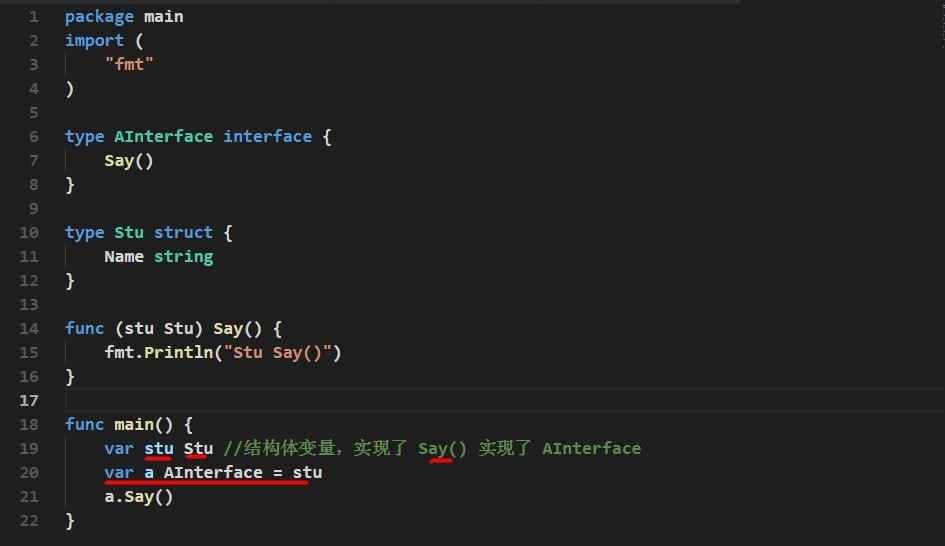 1 package main
2 import (
3     "fmt"
4 )
5
6 type AInterface interface {
7     Say()
8 }
9
10 type Stu struct {
11     Name string
12 }
13
14 func (stu Stu) Say() {
15     fmt.Println("Stu Say()")
16 }
17
18 func main() {
19     var stu Stu //结构体变量，实现了 Say() 实现了 AInterface
20     var a AInterface = stu
21     a.Say()
22 }